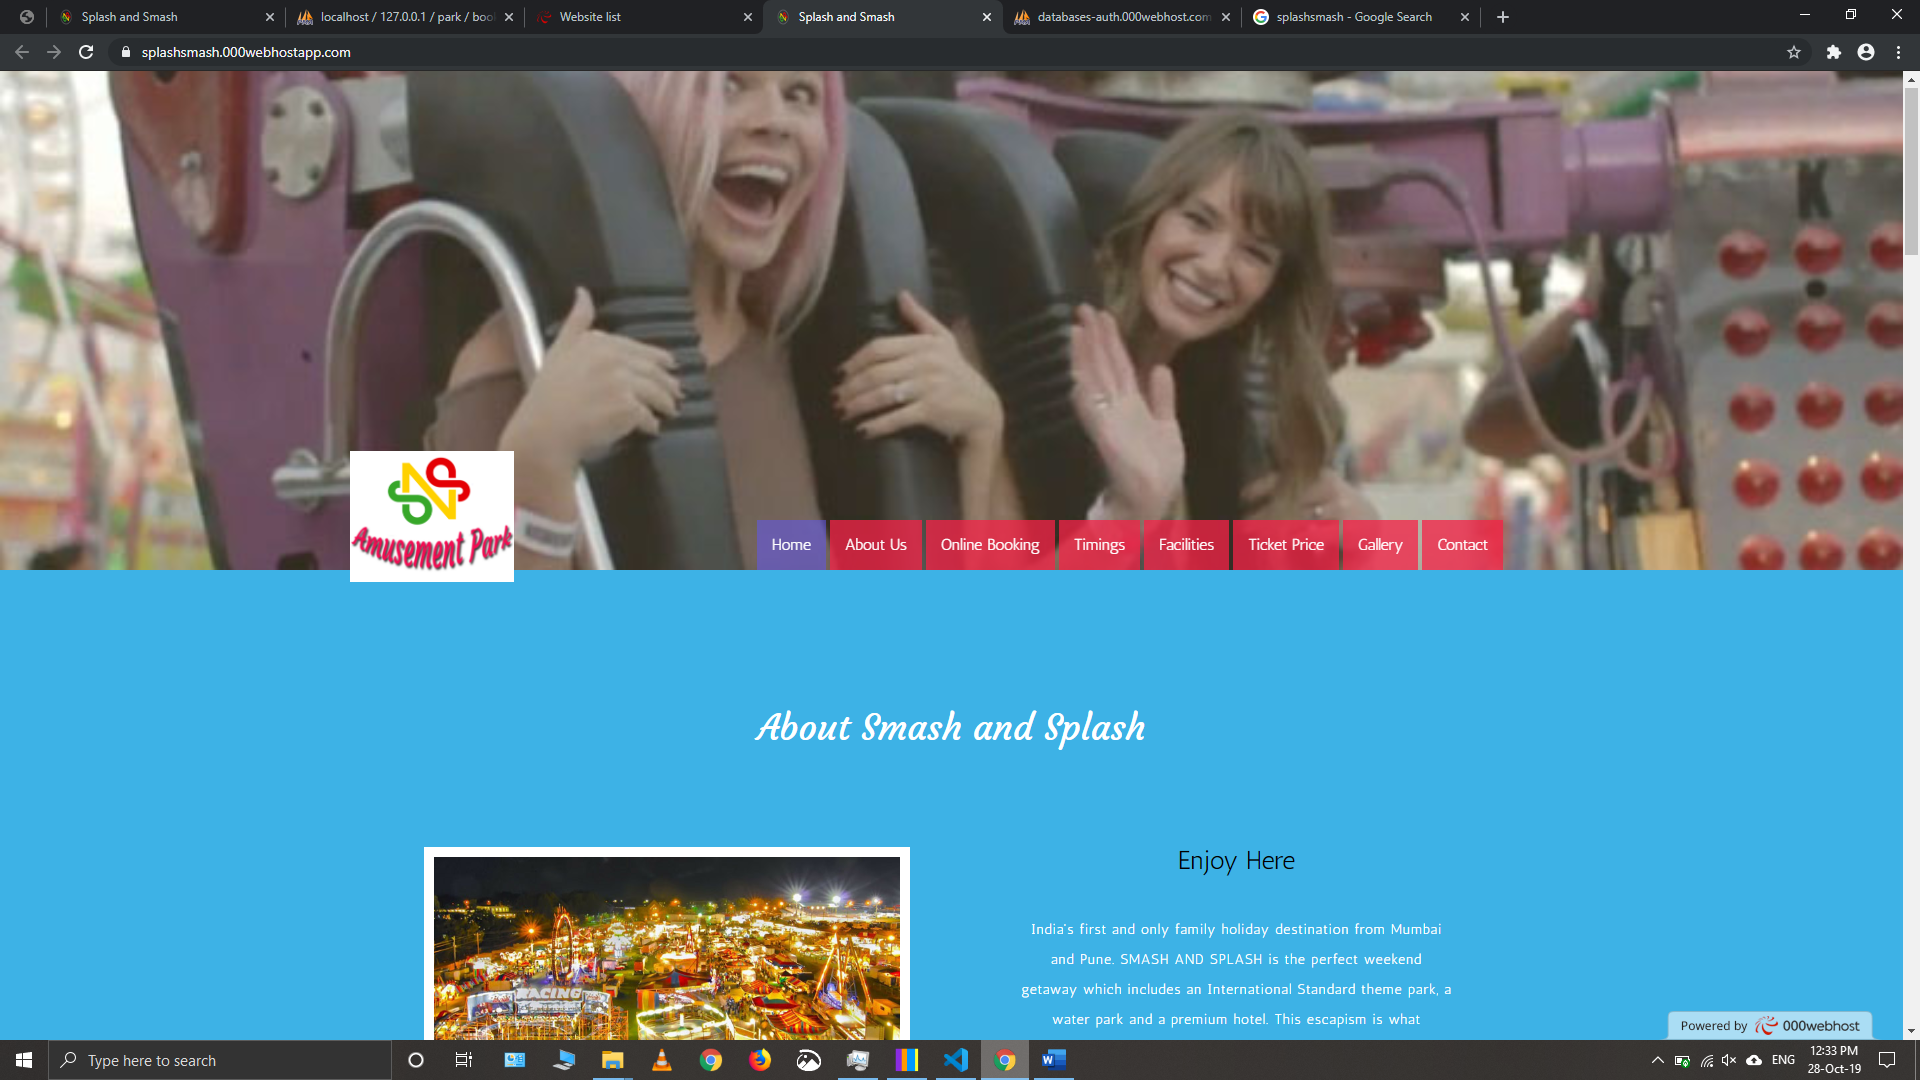 Splash and Smash
localhost / 127.0.0.1 / park / boo
Website list
Splash and Smash
databases-auth.000webhost.com
splashsmash - Google Search
splashsmash.000webhostapp.com
Amusement Park
Home
About Us
Online Booking
Timings
Facilities
Ticket Price
Gallery
Contact
About Smash and Splash
Enjoy Here
India's first and only family holiday destination from Mumbai
and Pune. SMASH AND SPLASH is the perfect weekend
getaway which includes an International Standard theme park, a
water park and a premium hotel. This escapism is what
RACING
Powered by 000webhost
Type here to search
ENG
12:33 PM
28-Oct-19